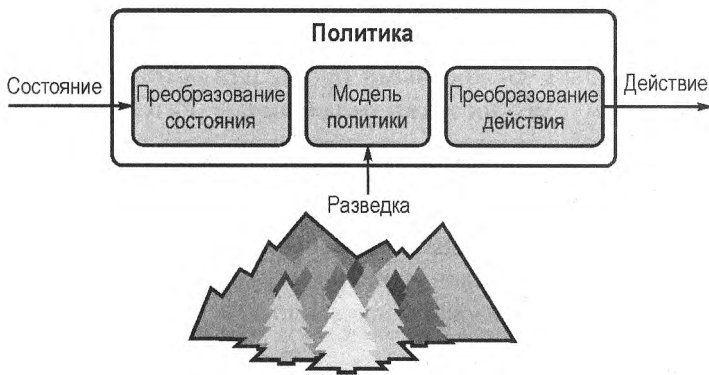 Политика
Состояние
Преобразование
состояния
Модель
политики
Преобразование
действия
Действие
Разведка